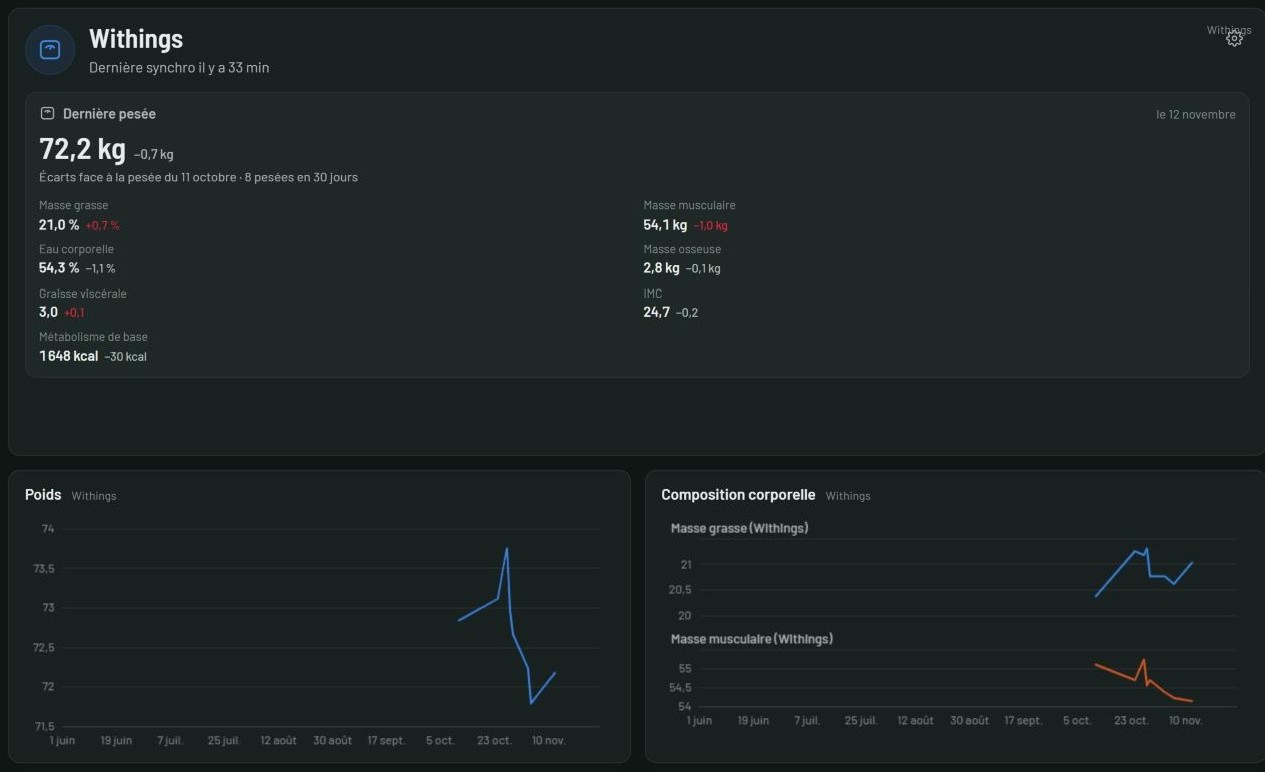 Withings
Withings
Dernière synchro il y a 33 min
Dernière pesée
le 12 novembre
72,2 kg −0,7 kg
Écarts face à la pesée du 11 octobre · 8 pesées en 30 jours
Masse grasse
21,0 % +0,7 %
Masse musculaire
54,1 kg −1,0 kg
Eau corporelle
54,3 % −1,1 %
Masse osseuse
2,8 kg −0,1 kg
Graisse viscérale
3,0 +0,1
IMC
24,7 −0,2
Métabolisme de base
1 648 kcal −30 kcal
Poids Withings
74
73,5
73
72,5
72
71,5
1 juin 19 juin 7 juil. 25 juil. 12 août 30 août 17 sept. 5 oct. 23 oct. 10 nov.
Composition corporelle Withings
Masse grasse (Withings)
21
20,5
20
Masse musculaire (Withings)
55
54,5
54
1 juin 19 juin 7 juil. 25 juil. 12 août 30 août 17 sept. 5 oct. 23 oct. 10 nov.